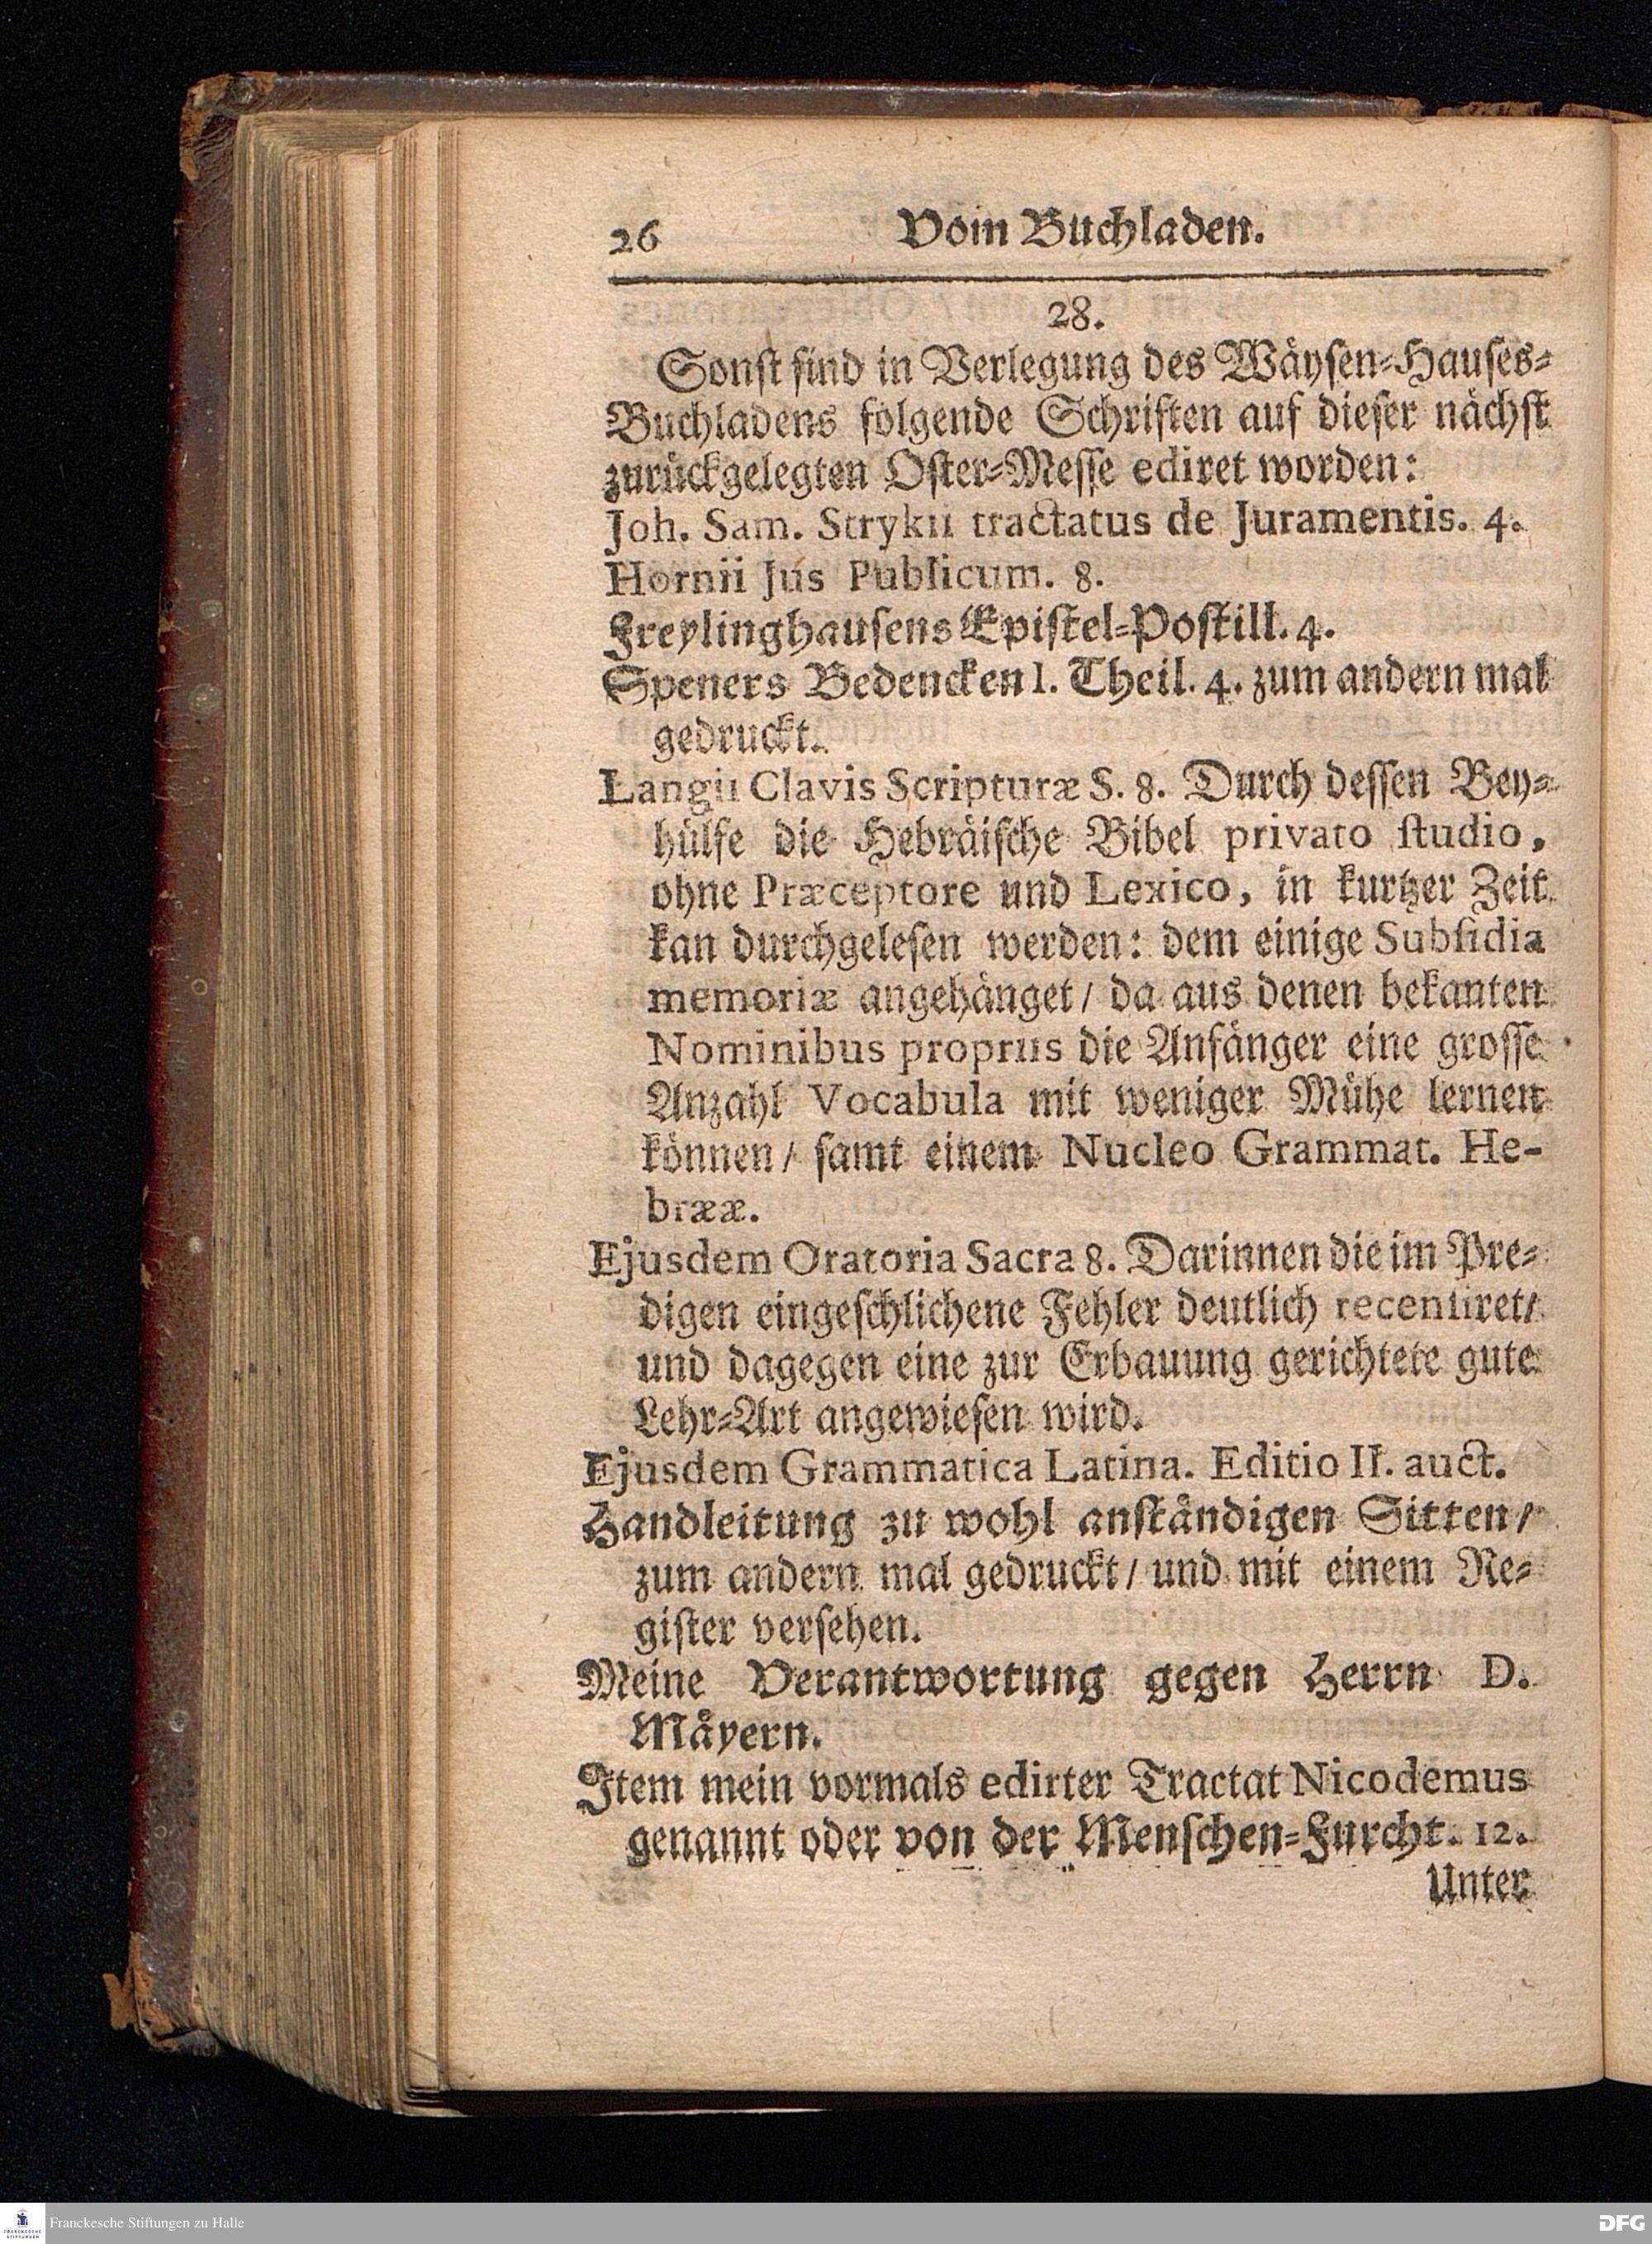 26 Vom Buchladen.
28.
Sonst sind in Verlegung des Wäysen-Hauses-
Buchladens folgende Schriften auf dieser nächst
zurückgelegten Oster-Messe ediret worden:
Joh. Sam. Strykii tractatus de Juramentis. 4.
Hornii Jus Publicum. 8.
Freylinghausens Epistel-Postill. 4.
Speners Bedencken I. Theil. 4. zum andern mal
gedruckt.
Langii Clavis Scripturæ S. 8. Durch dessen Bey-
hülfe die Hebräische Bibel privato studio,
ohne Præceptore und Lexico, in kurtzer Zeit
kan durchgelesen werden: dem einige Subsidia
memoriæ angehänget / da aus denen bekanten
Nominibus propriis die Anfänger eine grosse
Anzahl Vocabula mit weniger Mühe lernen
können / samt einem Nucleo Grammat. He-
brææ.
Ejusdem Oratoria Sacra 8. Darinnen die im Pre-
digen eingeschlichene Fehler deutlich recensiret /
und dagegen eine zur Erbauung gerichtete gute
Lehr-Art angewiesen wird.
Ejusdem Grammatica Latina. Editio II. auct.
Handleitung zu wohl anständigen Sitten /
zum andern mal gedruckt / und mit einem Re-
gister versehen.
Meine Verantwortung gegen Herrn D.
Mäyern.
Item mein vormals edirter Tractat Nicodemus
genannt oder von der Menschen-Furcht. 12.
Unter
FRANCKESCHE
STIFTUNGEN
Franckesche Stiftungen zu Halle
DFG